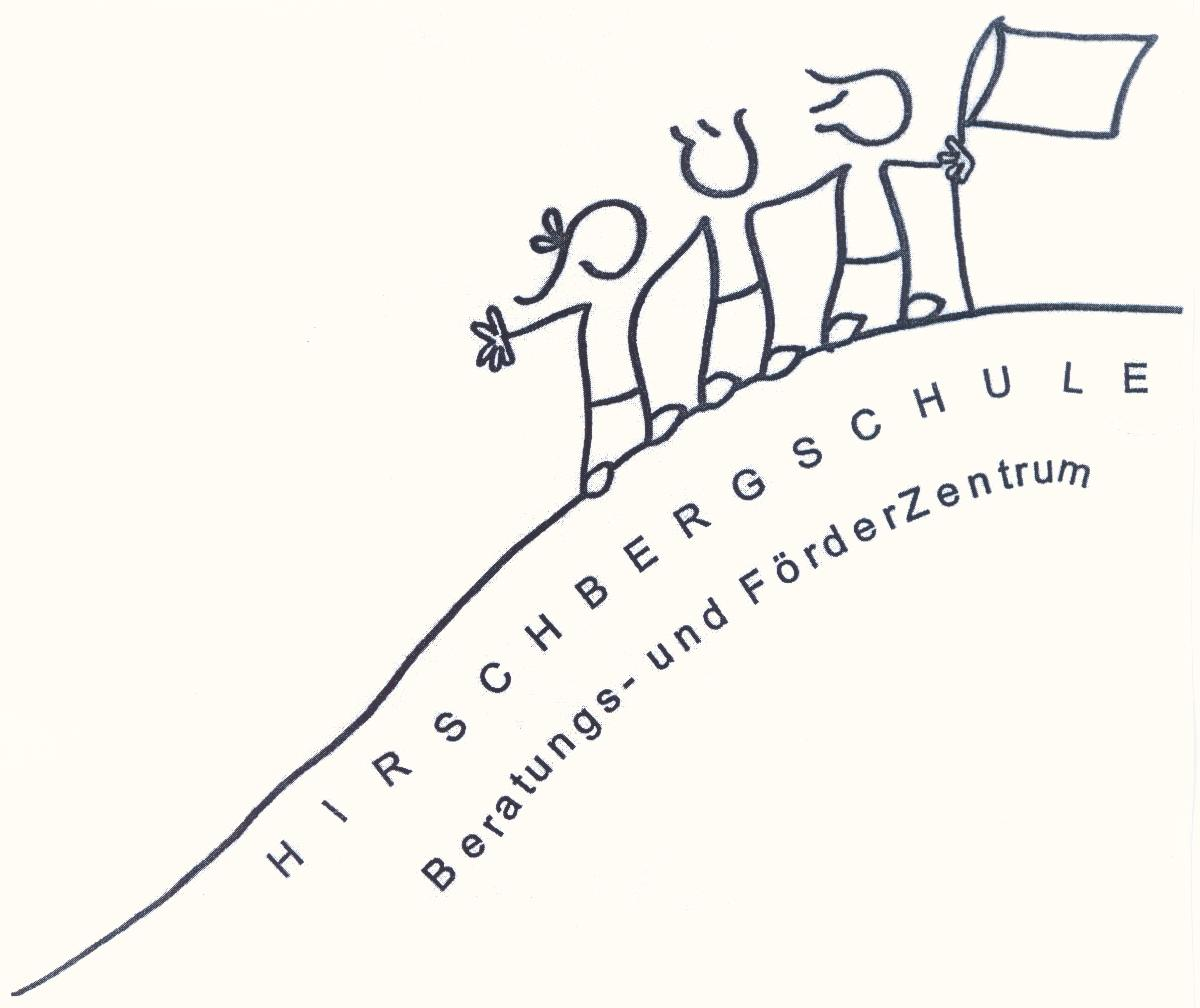 HIRSCHBERGSCHULE
Beratungs- und FörderZentrum